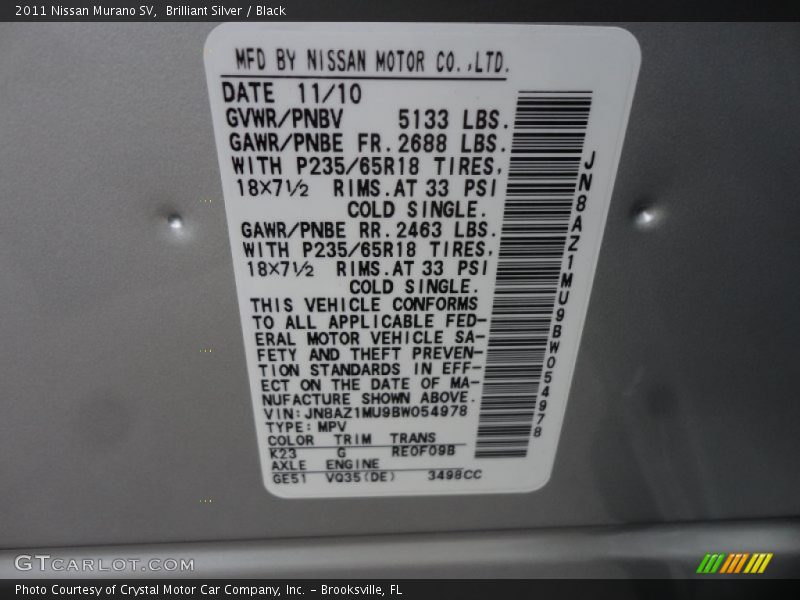 2011 Nissan Murano SV,  Brilliant Silver / Black
MFD BY NISSAN MOTOR CO.,LTD.
DATE 11/10
GVWR/PNBV 5133 LBS.
GAWR/PNBE FR. 2688 LBS.
WITH P235/65R18 TIRES,
18×7½ RIMS.AT 33 PSI
COLD SINGLE.
GAWR/PNBE RR. 2463 LBS.
WITH P235/65R18 TIRES,
18×7½ RIMS.AT 33 PSI
COLD SINGLE.
THIS VEHICLE CONFORMS
TO ALL APPLICABLE FED-
ERAL MOTOR VEHICLE SA-
FETY AND THEFT PREVEN-
TION STANDARDS IN EFF-
ECT ON THE DATE OF MA-
NUFACTURE SHOWN ABOVE.
VIN:JN8AZ1MU9BW054978
TYPE:MPV
COLOR TRIM TRANS
K23 G RE0F09B
AXLE ENGINE
GE51 VQ35(DE) 3498CC
JN8AZ1MU9BW054978
GTCARLOT.COM
Photo Courtesy of Crystal Motor Car Company, Inc. – Brooksville, FL